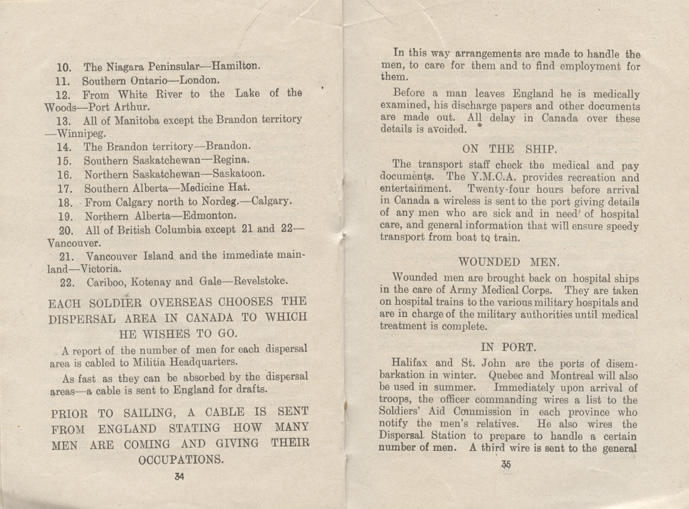 10. The Niagara Peninsular—Hamilton.
11. Southern Ontario—London.
12. From White River to the Lake of the
Woods—Port Arthur.
13. All of Manitoba except the Brandon territory
—Winnipeg.
14. The Brandon territory—Brandon.
15. Southern Saskatchewan—Regina.
16. Northern Saskatchewan—Saskatoon.
17. Southern Alberta—Medicine Hat.
18. From Calgary north to Nordeg.—Calgary.
19. Northern Alberta—Edmonton.
20. All of British Columbia except 21 and 22—
Vancouver.
21. Vancouver Island and the immediate main-
land—Victoria.
22. Cariboo, Kotenay and Gale—Revelstoke.
EACH SOLDIER OVERSEAS CHOOSES THE
DISPERSAL AREA IN CANADA TO WHICH
HE WISHES TO GO.
A report of the number of men for each dispersal
area is cabled to Militia Headquarters.
As fast as they can be absorbed by the dispersal
areas—a cable is sent to England for drafts.
PRIOR TO SAILING, A CABLE IS SENT
FROM ENGLAND STATING HOW MANY
MEN ARE COMING AND GIVING THEIR
OCCUPATIONS.
34
In this way arrangements are made to handle the
men, to care for them and to find employment for
them.
Before a man leaves England he is medically
examined, his discharge papers and other documents
are made out. All delay in Canada over these
details is avoided.
ON THE SHIP.
The transport staff check the medical and pay
documents. The Y.M.C.A. provides recreation and
entertainment. Twenty-four hours before arrival
in Canada a wireless is sent to the port giving details
of any men who are sick and in need of hospital
care, and general information that will ensure speedy
transport from boat to train.
WOUNDED MEN.
Wounded men are brought back on hospital ships
in the care of Army Medical Corps. They are taken
on hospital trains to the various military hospitals and
are in charge of the military authorities until medical
treatment is complete.
IN PORT.
Halifax and St. John are the ports of disem-
barkation in winter. Quebec and Montreal will also
be used in summer. Immediately upon arrival of
troops, the officer commanding wires a list to the
Soldiers' Aid Commission in each province who
notify the men's relatives. He also wires the
Dispersal Station to prepare to handle a certain
number of men. A third wire is sent to the general
35